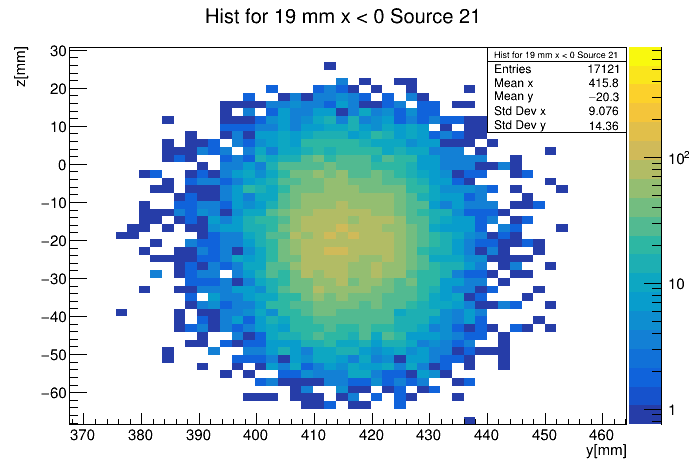 Hist for 19 mm x < 0 Source 21
z[mm]
30
20
10
0
−10
−20
−30
−40
−50
−60
370 380 390 400 410 420 430 440 450 460
y[mm]
Hist for 19 mm x < 0 Source 21
Entries 17121
Mean x 415.8
Mean y −20.3
Std Dev x 9.076
Std Dev y 14.36
10²
10
1